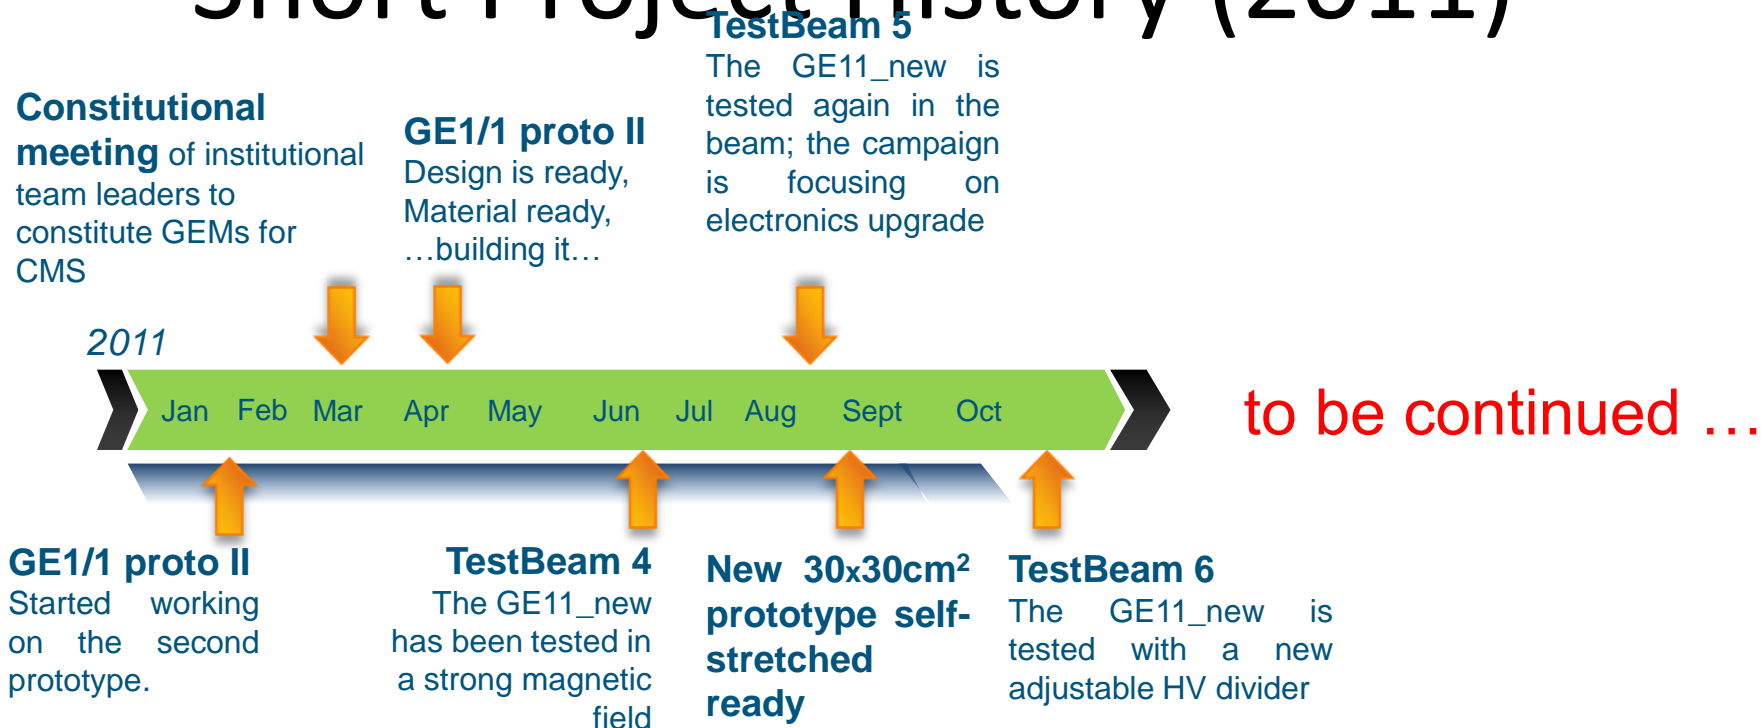 Short Project History (2011)
Constitutional
meeting of institutional
team leaders to
constitute GEMs for
CMS
GE1/1 proto II
Design is ready,
Material ready,
…building it…
TestBeam 5
The GE11_new is
tested again in the
beam; the campaign
is focusing on
electronics upgrade
2011
Jan Feb Mar Apr May Jun Jul Aug Sept Oct
to be continued …
GE1/1 proto II
Started working
on the second
prototype.
TestBeam 4
The GE11_new
has been tested in
a strong magnetic
field
New 30x30cm²
prototype self-
stretched
ready
TestBeam 6
The GE11_new is
tested with a new
adjustable HV divider